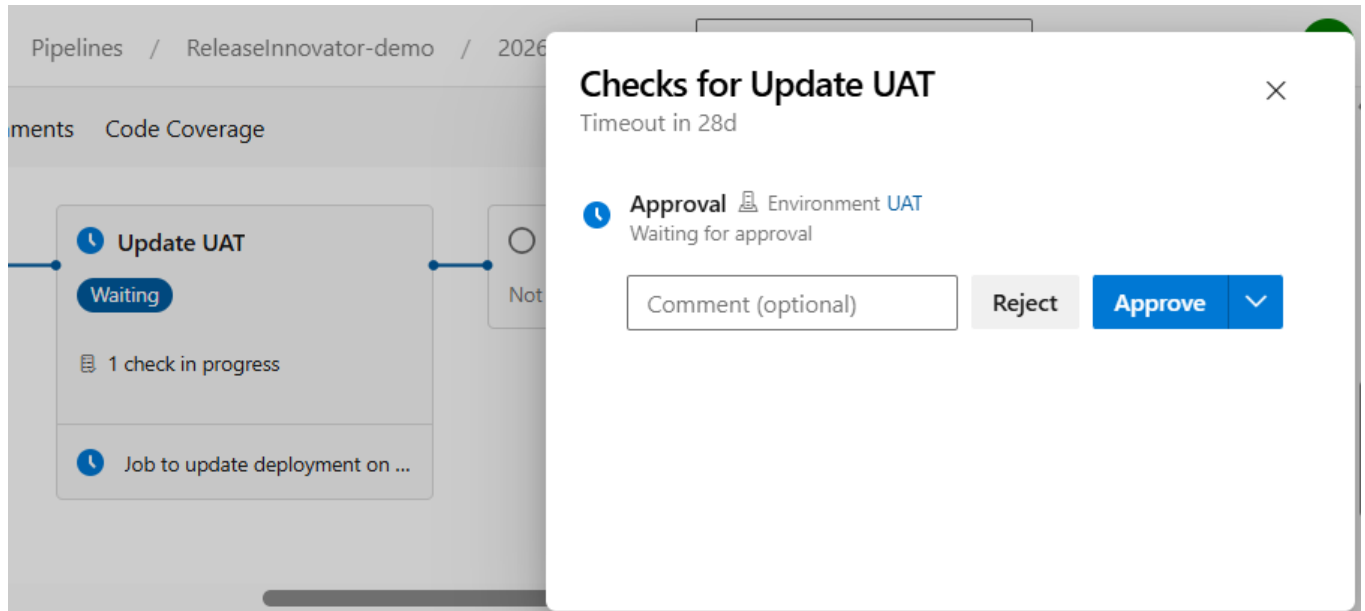 Pipelines / ReleaseInnovator-demo / 2026
ments Code Coverage
Update UAT
Waiting
1 check in progress
Job to update deployment on ...
Not
Checks for Update UAT
Timeout in 28d
Approval Environment UAT
Waiting for approval
Comment (optional) Reject Approve